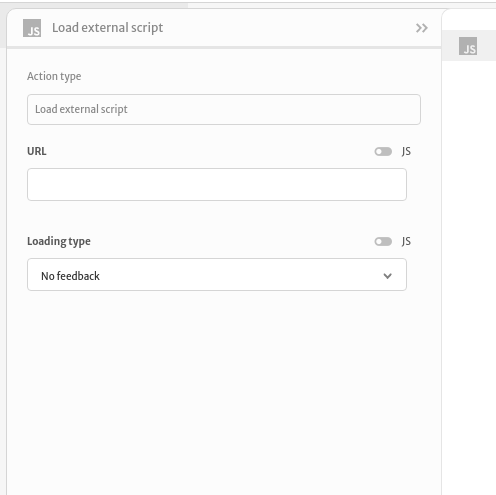 JS Load external script
JS
Action type
Load external script
URL JS
Loading type JS
No feedback